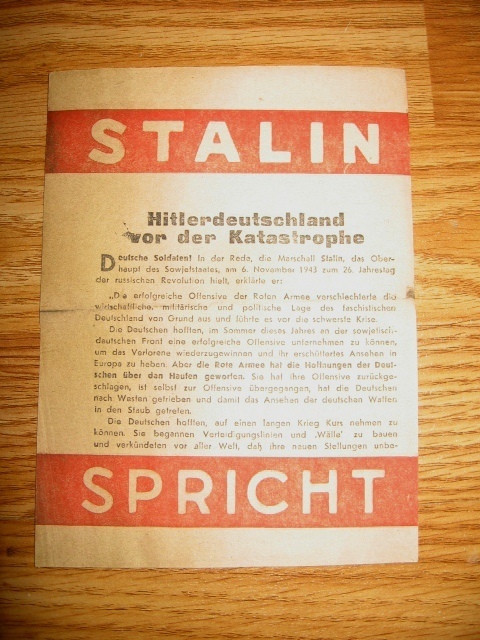 STALIN
Hitlerdeutschland
vor der Katastrophe
Deutsche Soldaten! In der Rede, die Marschall Stalin, das Ober-
haupt des Sowjetstaates, am 6. November 1943 zum 26. Jahrestag
der russischen Revolution hielt, erklärte er:
„Die erfolgreiche Offensive der Roten Armee verschlechterte die
wirtschaftliche, militärische und politische Lage des faschistischen
Deutschland von Grund aus und führte es vor die schwerste Krise.
Die Deutschen hofften, im Sommer dieses Jahres an der sowjetisch-
deutschen Front eine erfolgreiche Offensive unternehmen zu können,
um das Verlorene wiederzugewinnen und ihr erschüttertes Ansehen in
Europa zu heben. Aber die Rote Armee hat die Hoffnungen der Deut-
schen über den Haufen geworfen. Sie hat ihre Offensive zurückge-
schlagen, ist selbst zur Offensive übergegangen, hat die Deutschen
nach Westen getrieben und damit das Ansehen der deutschen Waffen
in den Staub getreten.
Die Deutschen hofften, auf einen langen Krieg Kurs nehmen zu
können. Sie begannen Verteidigungslinien und ‚Wälle' zu bauen
und verkündeten vor aller Welt, daß ihre neuen Stellungen unbe-
SPRICHT